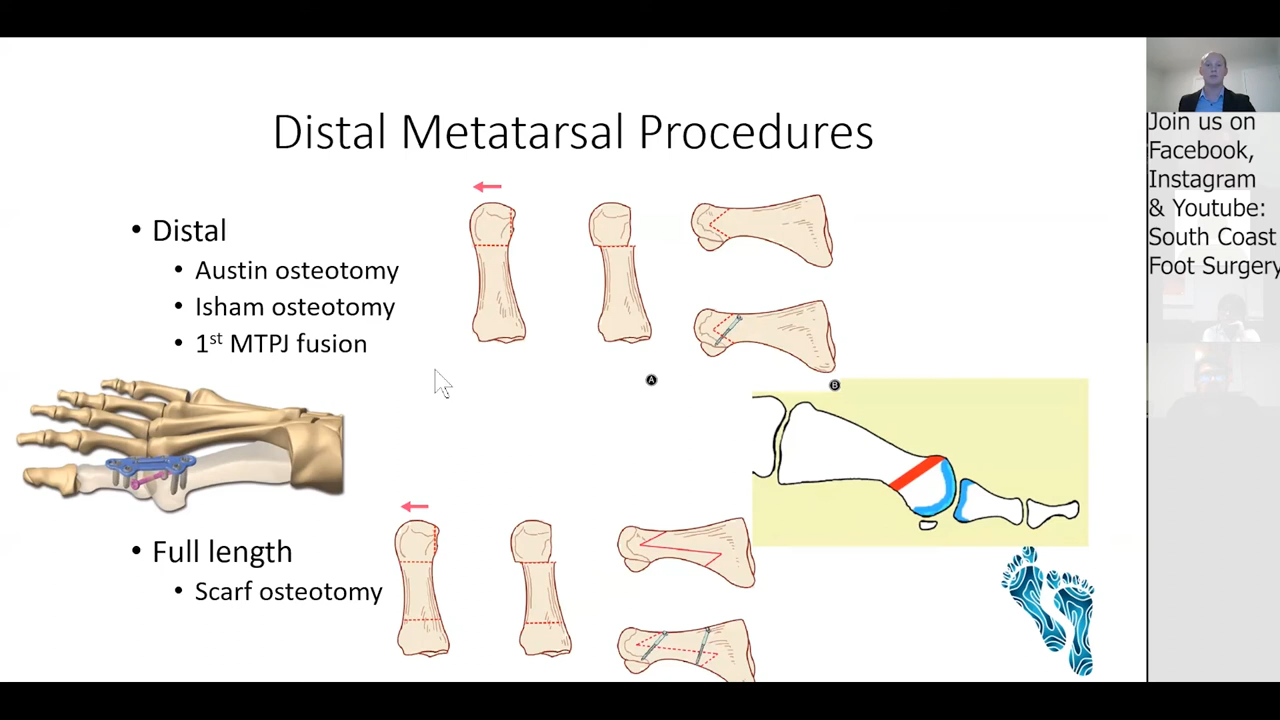 Distal Metatarsal Procedures
• Distal
• Austin osteotomy
• Isham osteotomy
• 1st MTPJ fusion
A
B
• Full length
• Scarf osteotomy
Join us on
Facebook,
Instagram
& Youtube:
South Coast
Foot Surgery